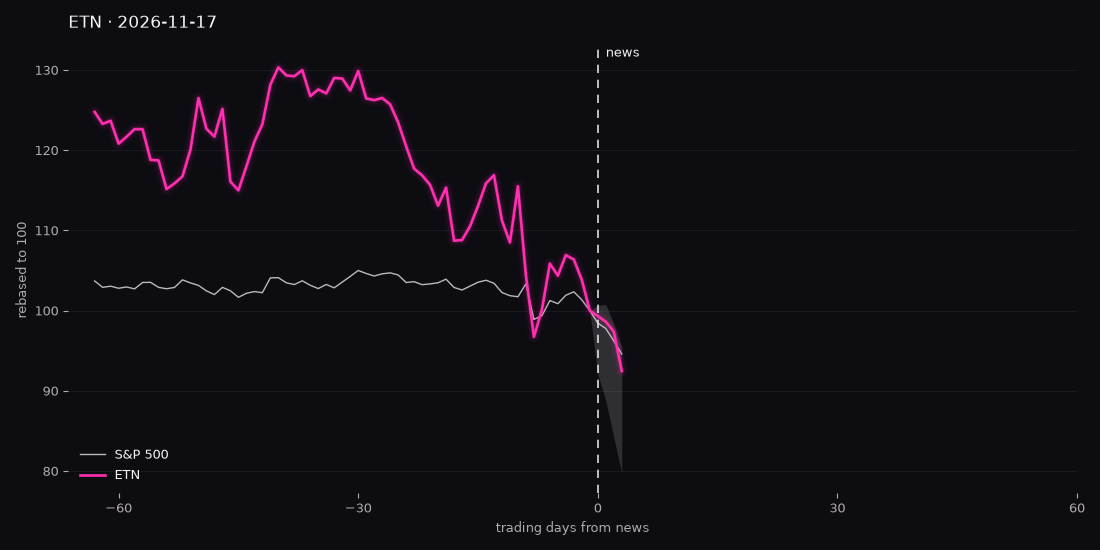 ETN · 2026-11-17
news
130
120
110
100
90
80
rebased to 100
S&P 500
ETN
−60
−30
0
30
60
trading days from news